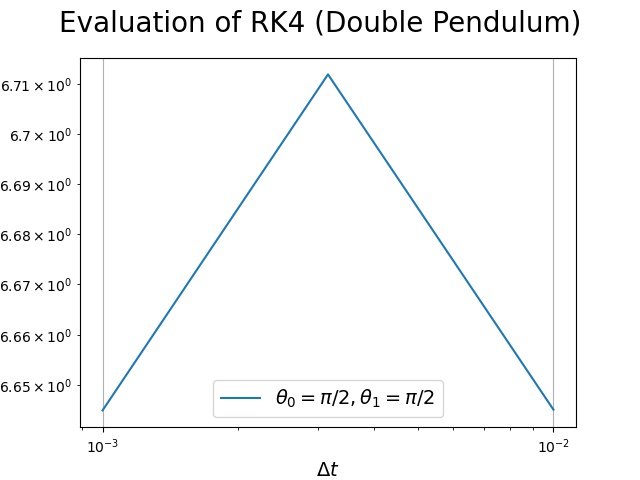 Evaluation of RK4 (Double Pendulum)
6.71 × 10⁰
6.7 × 10⁰
6.69 × 10⁰
6.68 × 10⁰
6.67 × 10⁰
6.66 × 10⁰
6.65 × 10⁰
θ₀ = π/2, θ₁ = π/2
10⁻³
10⁻²
Δt